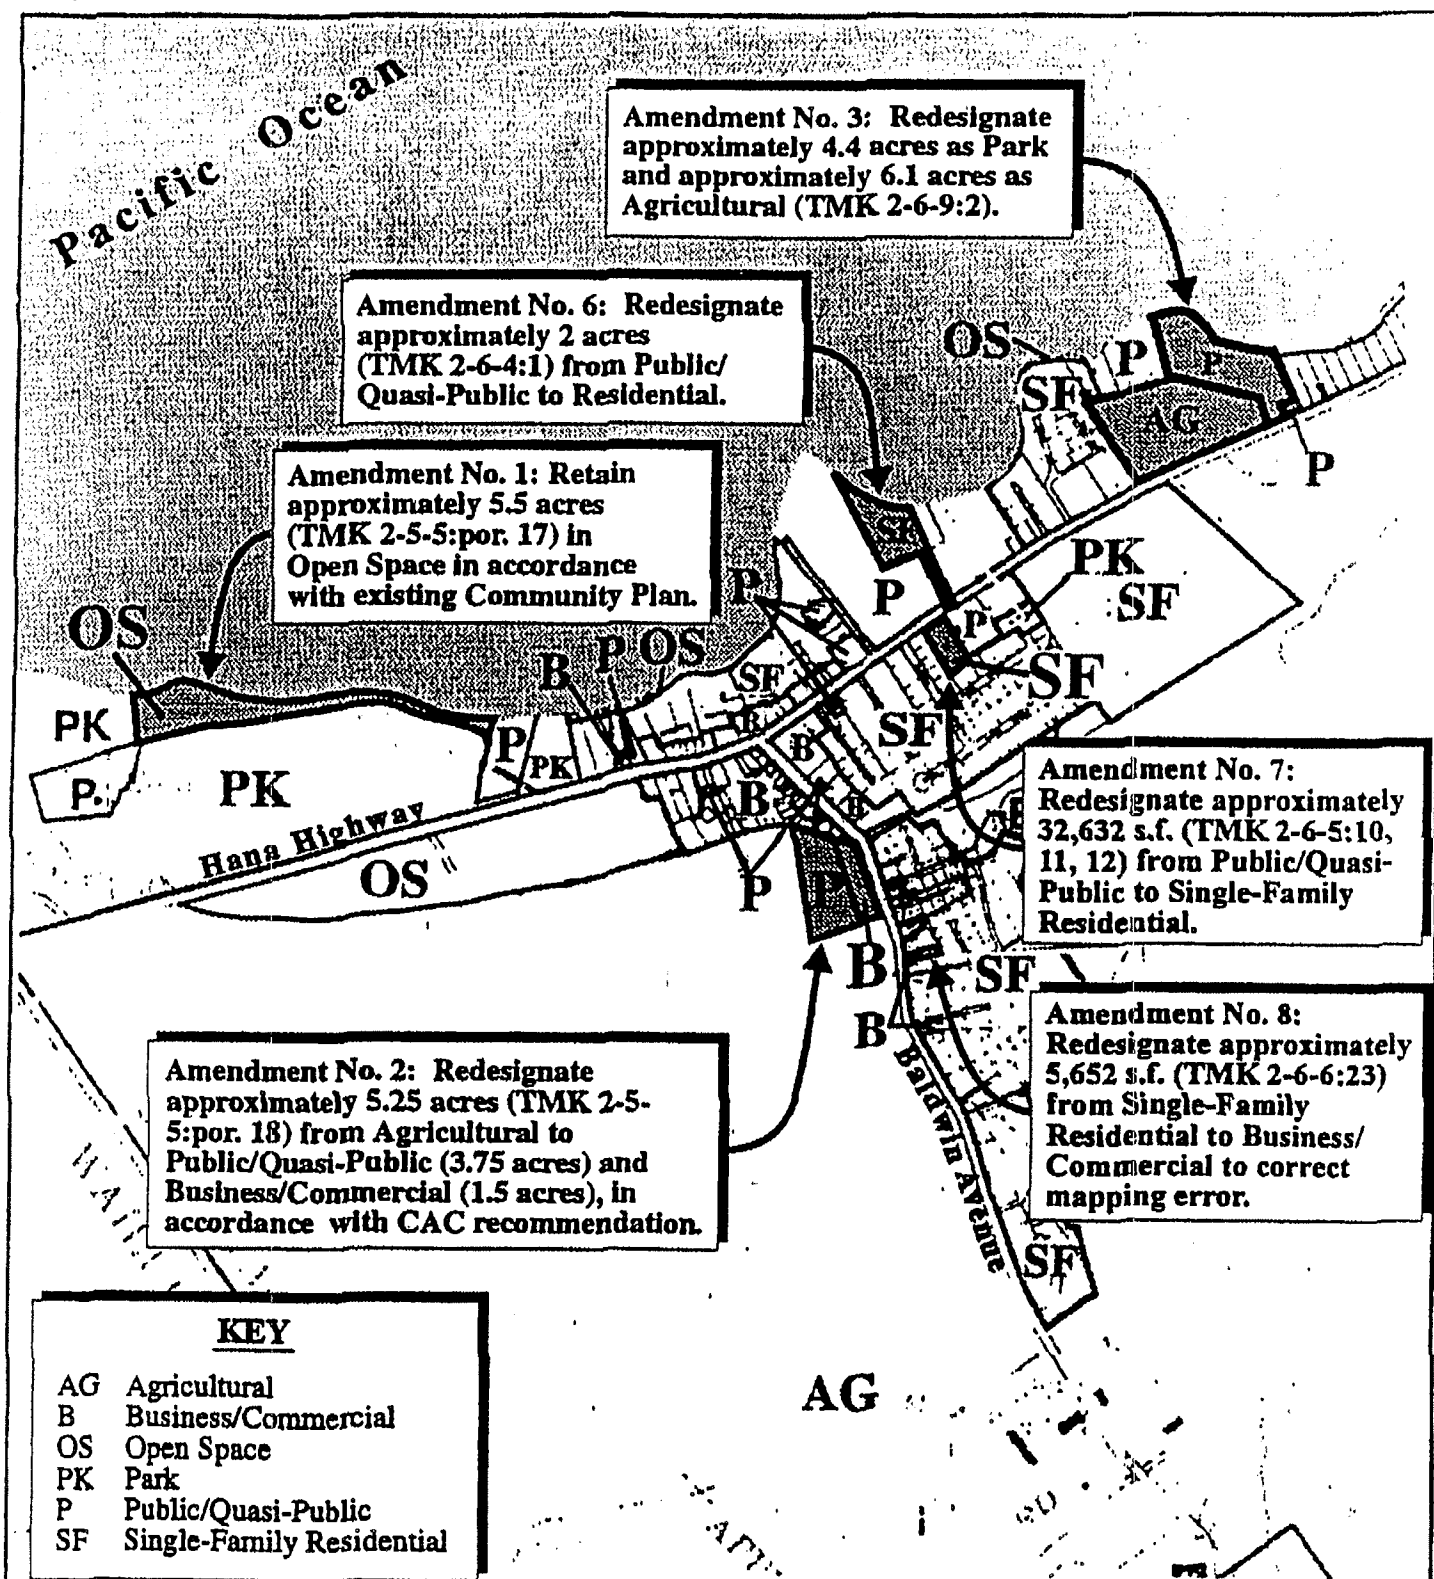 Pacific Ocean
Amendment No. 3: Redesignate
approximately 4.4 acres as Park
and approximately 6.1 acres as
Agricultural (TMK 2-6-9:2).
Amendment No. 6: Redesignate
approximately 2 acres
(TMK 2-6-4:1) from Public/
Quasi-Public to Residential.
OS
P
SF
P
AG
P
Amendment No. 1: Retain
approximately 5.5 acres
(TMK 2-5-5:por. 17) in
Open Space in accordance
with existing Community Plan.
SF
P
P
PK
SF
P
OS
B
P
OS
SF
SF
PK
P.
PK
P
PK
B
B
SF
B
B
P
P
Hana Highway
OS
Amendment No. 7:
Redesignate approximately
32,632 s.f. (TMK 2-6-5:10,
11, 12) from Public/Quasi-
Public to Single-Family
Residential.
B
SF
B
Baldwin Avenue
Amendment No. 8:
Redesignate approximately
5,652 s.f. (TMK 2-6-6:23)
from Single-Family
Residential to Business/
Commercial to correct
mapping error.
Amendment No. 2: Redesignate
approximately 5.25 acres (TMK 2-5-
5:por. 18) from Agricultural to
Public/Quasi-Public (3.75 acres) and
Business/Commercial (1.5 acres), in
accordance with CAC recommendation.
SF
AG
KEY
AG Agricultural
B Business/Commercial
OS Open Space
PK Park
P Public/Quasi-Public
SF Single-Family Residential